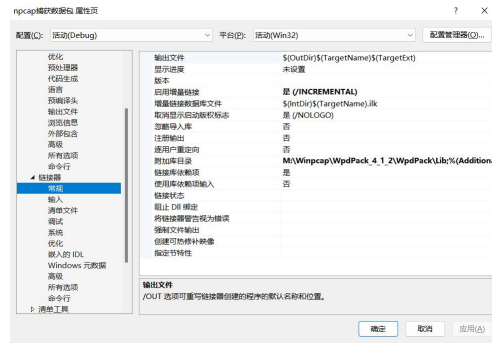 npcap捕获数据包 属性页
? ×
配置(C): 活动(Debug) 平台(P): 活动(Win32) 配置管理器(O)...
优化
预处理器
代码生成
语言
预编译头
输出文件
浏览信息
外部包含
高级
所有选项
命令行
链接器
常规
输入
清单文件
调试
系统
优化
嵌入的 IDL
Windows 元数据
高级
所有选项
命令行
清单工具
输出文件 $(OutDir)$(TargetName)$(TargetExt)
显示进度 未设置
版本
启用增量链接 是 (/INCREMENTAL)
增量链接数据库文件 $(IntDir)$(TargetName).ilk
取消显示启动版权标志 是 (/NOLOGO)
忽略导入库 否
注册输出 否
逐用户重定向 否
附加库目录 M:\Winpcap\WpdPack_4_1_2\WpdPack\Lib;%(Additiona
链接库依赖项 是
使用库依赖项输入 否
链接状态
阻止 Dll 绑定
将链接器警告视为错误
强制文件输出
创建可热修补映像
指定节特性
输出文件
/OUT 选项可重写链接器创建的程序的默认名称和位置。
确定 取消 应用(A)